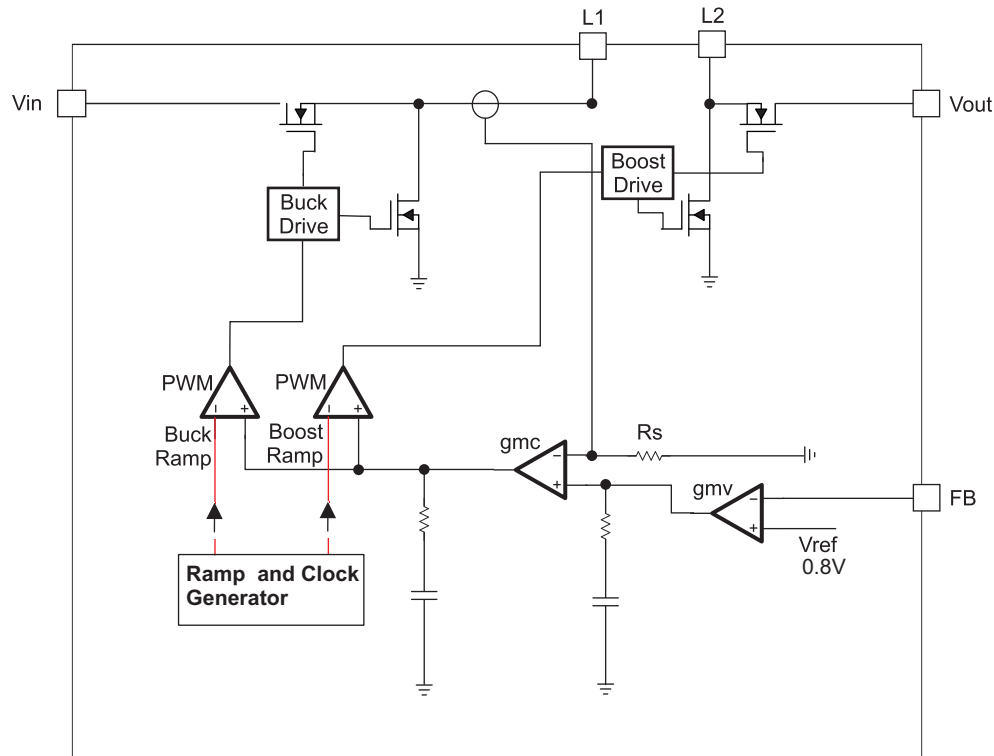 L1
L2
Vin
Vout
Boost
Drive
Buck
Drive
PWM
PWM
- +
- +
Buck
Ramp
Boost
Ramp
gmc
-
+
Rs
gmv
-
+
FB
Vref
0.8V
Ramp and Clock
Generator